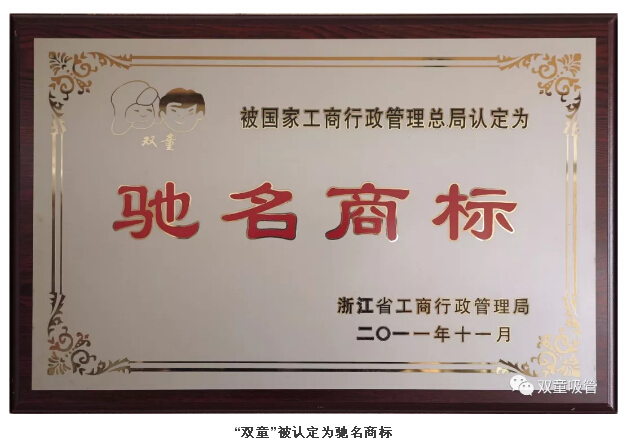 双童
被国家工商行政管理总局认定为
驰名商标
浙江省工商行政管理局
二〇一一年十一月
双童吸管
“双童”被认定为驰名商标